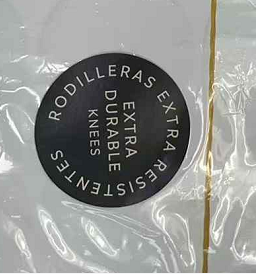 RODILLERAS EXTRA RESISTENTES
EXTRA
DURABLE
KNEES